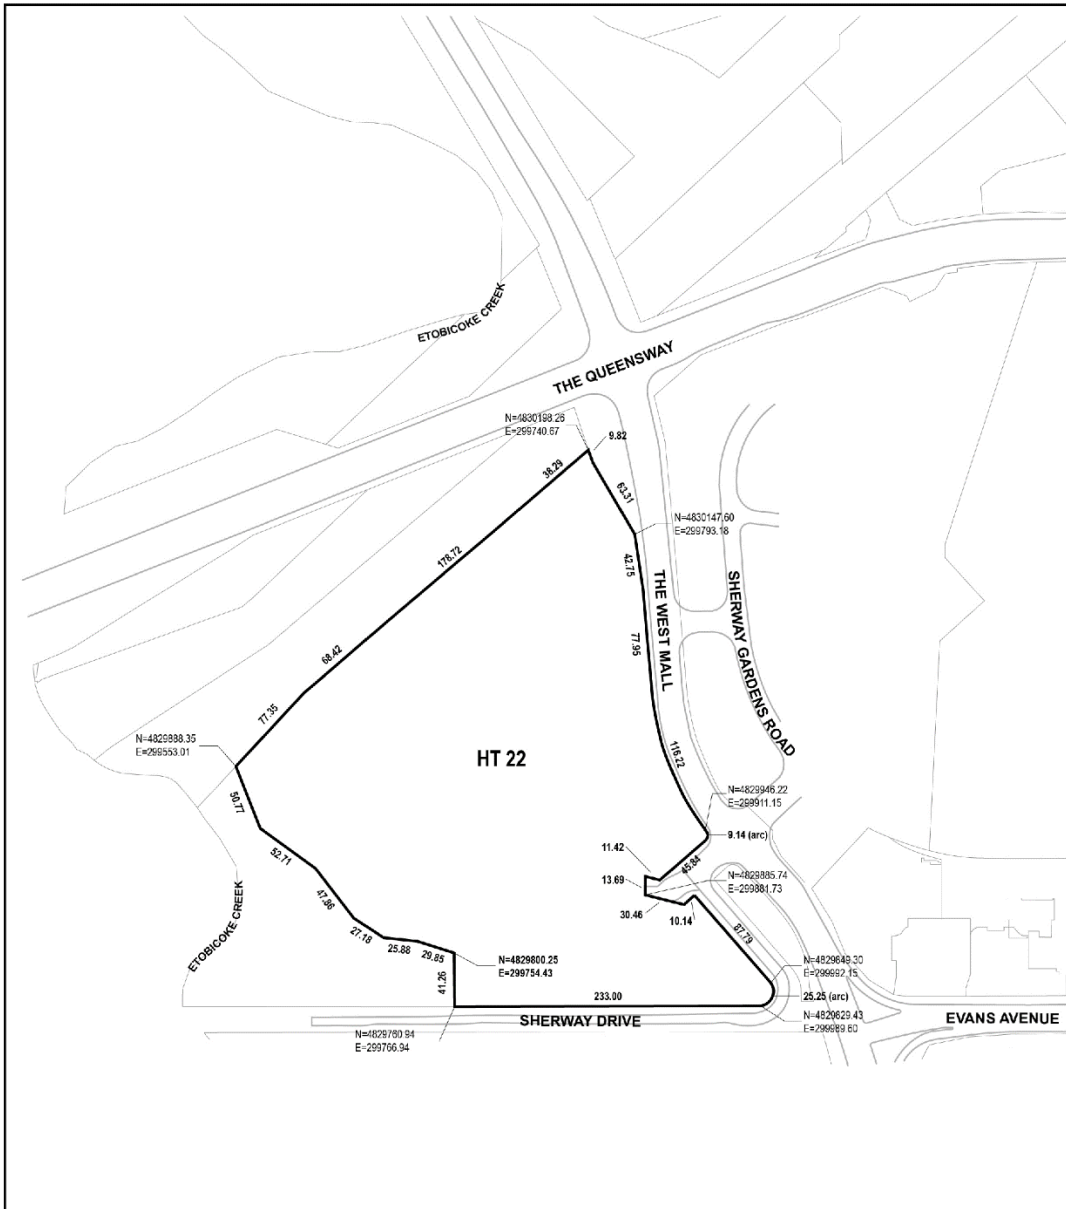 ETOBICOKE CREEK
THE QUEENSWAY
N=4830198.26
E=299740.67
9.82
38.29
63.31
N=4830147.60
E=299793.18
178.72
42.75
THE WEST MALL
SHERWAY GARDENS ROAD
77.95
68.42
77.35
N=4829888.35
E=299553.01
HT 22
116.22
50.77
N=4829946.22
E=299911.15
9.14 (arc)
52.71
11.42
45.84
13.69
N=4829885.74
E=299881.73
47.86
30.46
10.14
ETOBICOKE CREEK
27.18
87.79
25.88
29.85
N=4829800.25
E=299754.43
N=4829849.30
E=299992.15
41.26
233.00
25.25 (arc)
SHERWAY DRIVE
N=4829829.43
E=299989.60
EVANS AVENUE
N=4829760.94
E=299766.94